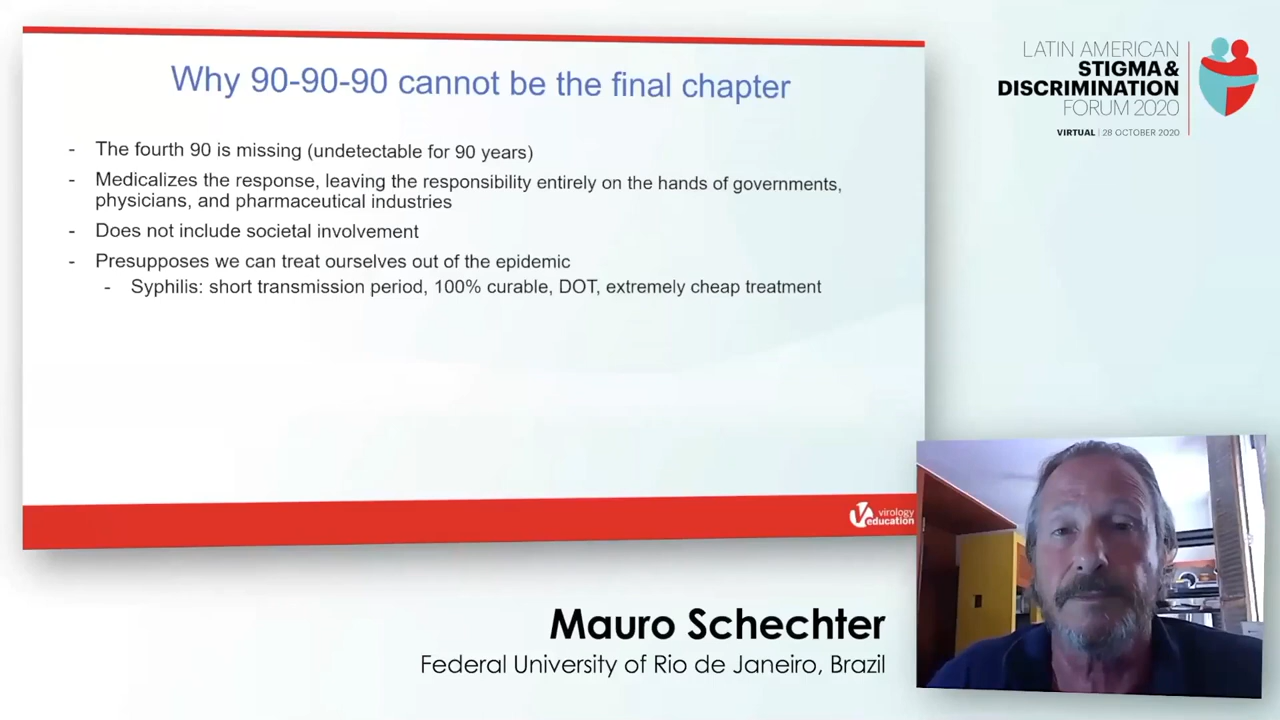 Why 90-90-90 cannot be the final chapter
- The fourth 90 is missing (undetectable for 90 years)
- Medicalizes the response, leaving the responsibility entirely on the hands of governments,
physicians, and pharmaceutical industries
- Does not include societal involvement
- Presupposes we can treat ourselves out of the epidemic
- Syphilis: short transmission period, 100% curable, DOT, extremely cheap treatment
virology
education
LATIN AMERICAN
STIGMA &
DISCRIMINATION
FORUM 2020
VIRTUAL | 28 OCTOBER 2020
Mauro Schechter
Federal University of Rio de Janeiro, Brazil